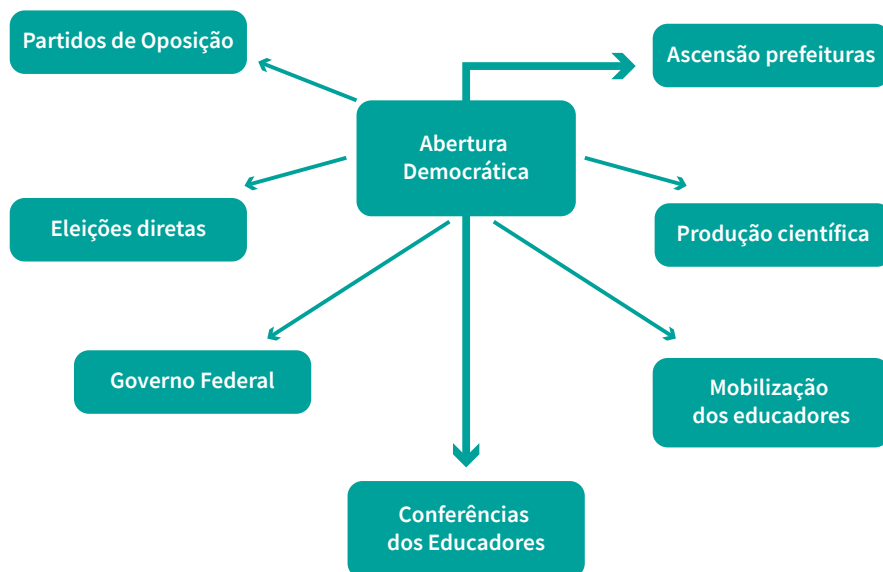 Partidos de Oposição
Ascensão prefeituras
Abertura
Democrática
Eleições diretas
Produção científica
Governo Federal
Mobilização
dos educadores
Conferências
dos Educadores